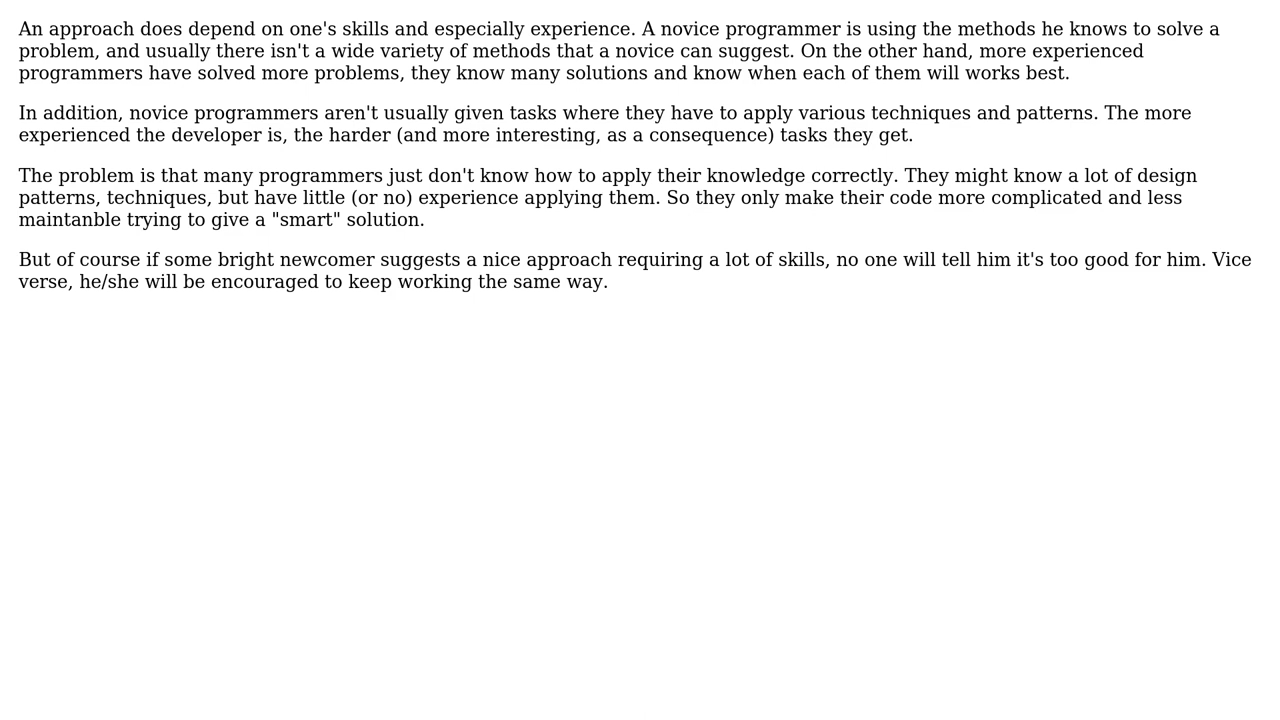 An approach does depend on one's skills and especially experience. A novice programmer is using the methods he knows to solve a
problem, and usually there isn't a wide variety of methods that a novice can suggest. On the other hand, more experienced
programmers have solved more problems, they know many solutions and know when each of them will works best.
In addition, novice programmers aren't usually given tasks where they have to apply various techniques and patterns. The more
experienced the developer is, the harder (and more interesting, as a consequence) tasks they get.
The problem is that many programmers just don't know how to apply their knowledge correctly. They might know a lot of design
patterns, techniques, but have little (or no) experience applying them. So they only make their code more complicated and less
maintanble trying to give a "smart" solution.
But of course if some bright newcomer suggests a nice approach requiring a lot of skills, no one will tell him it's too good for him. Vice
verse, he/she will be encouraged to keep working the same way.